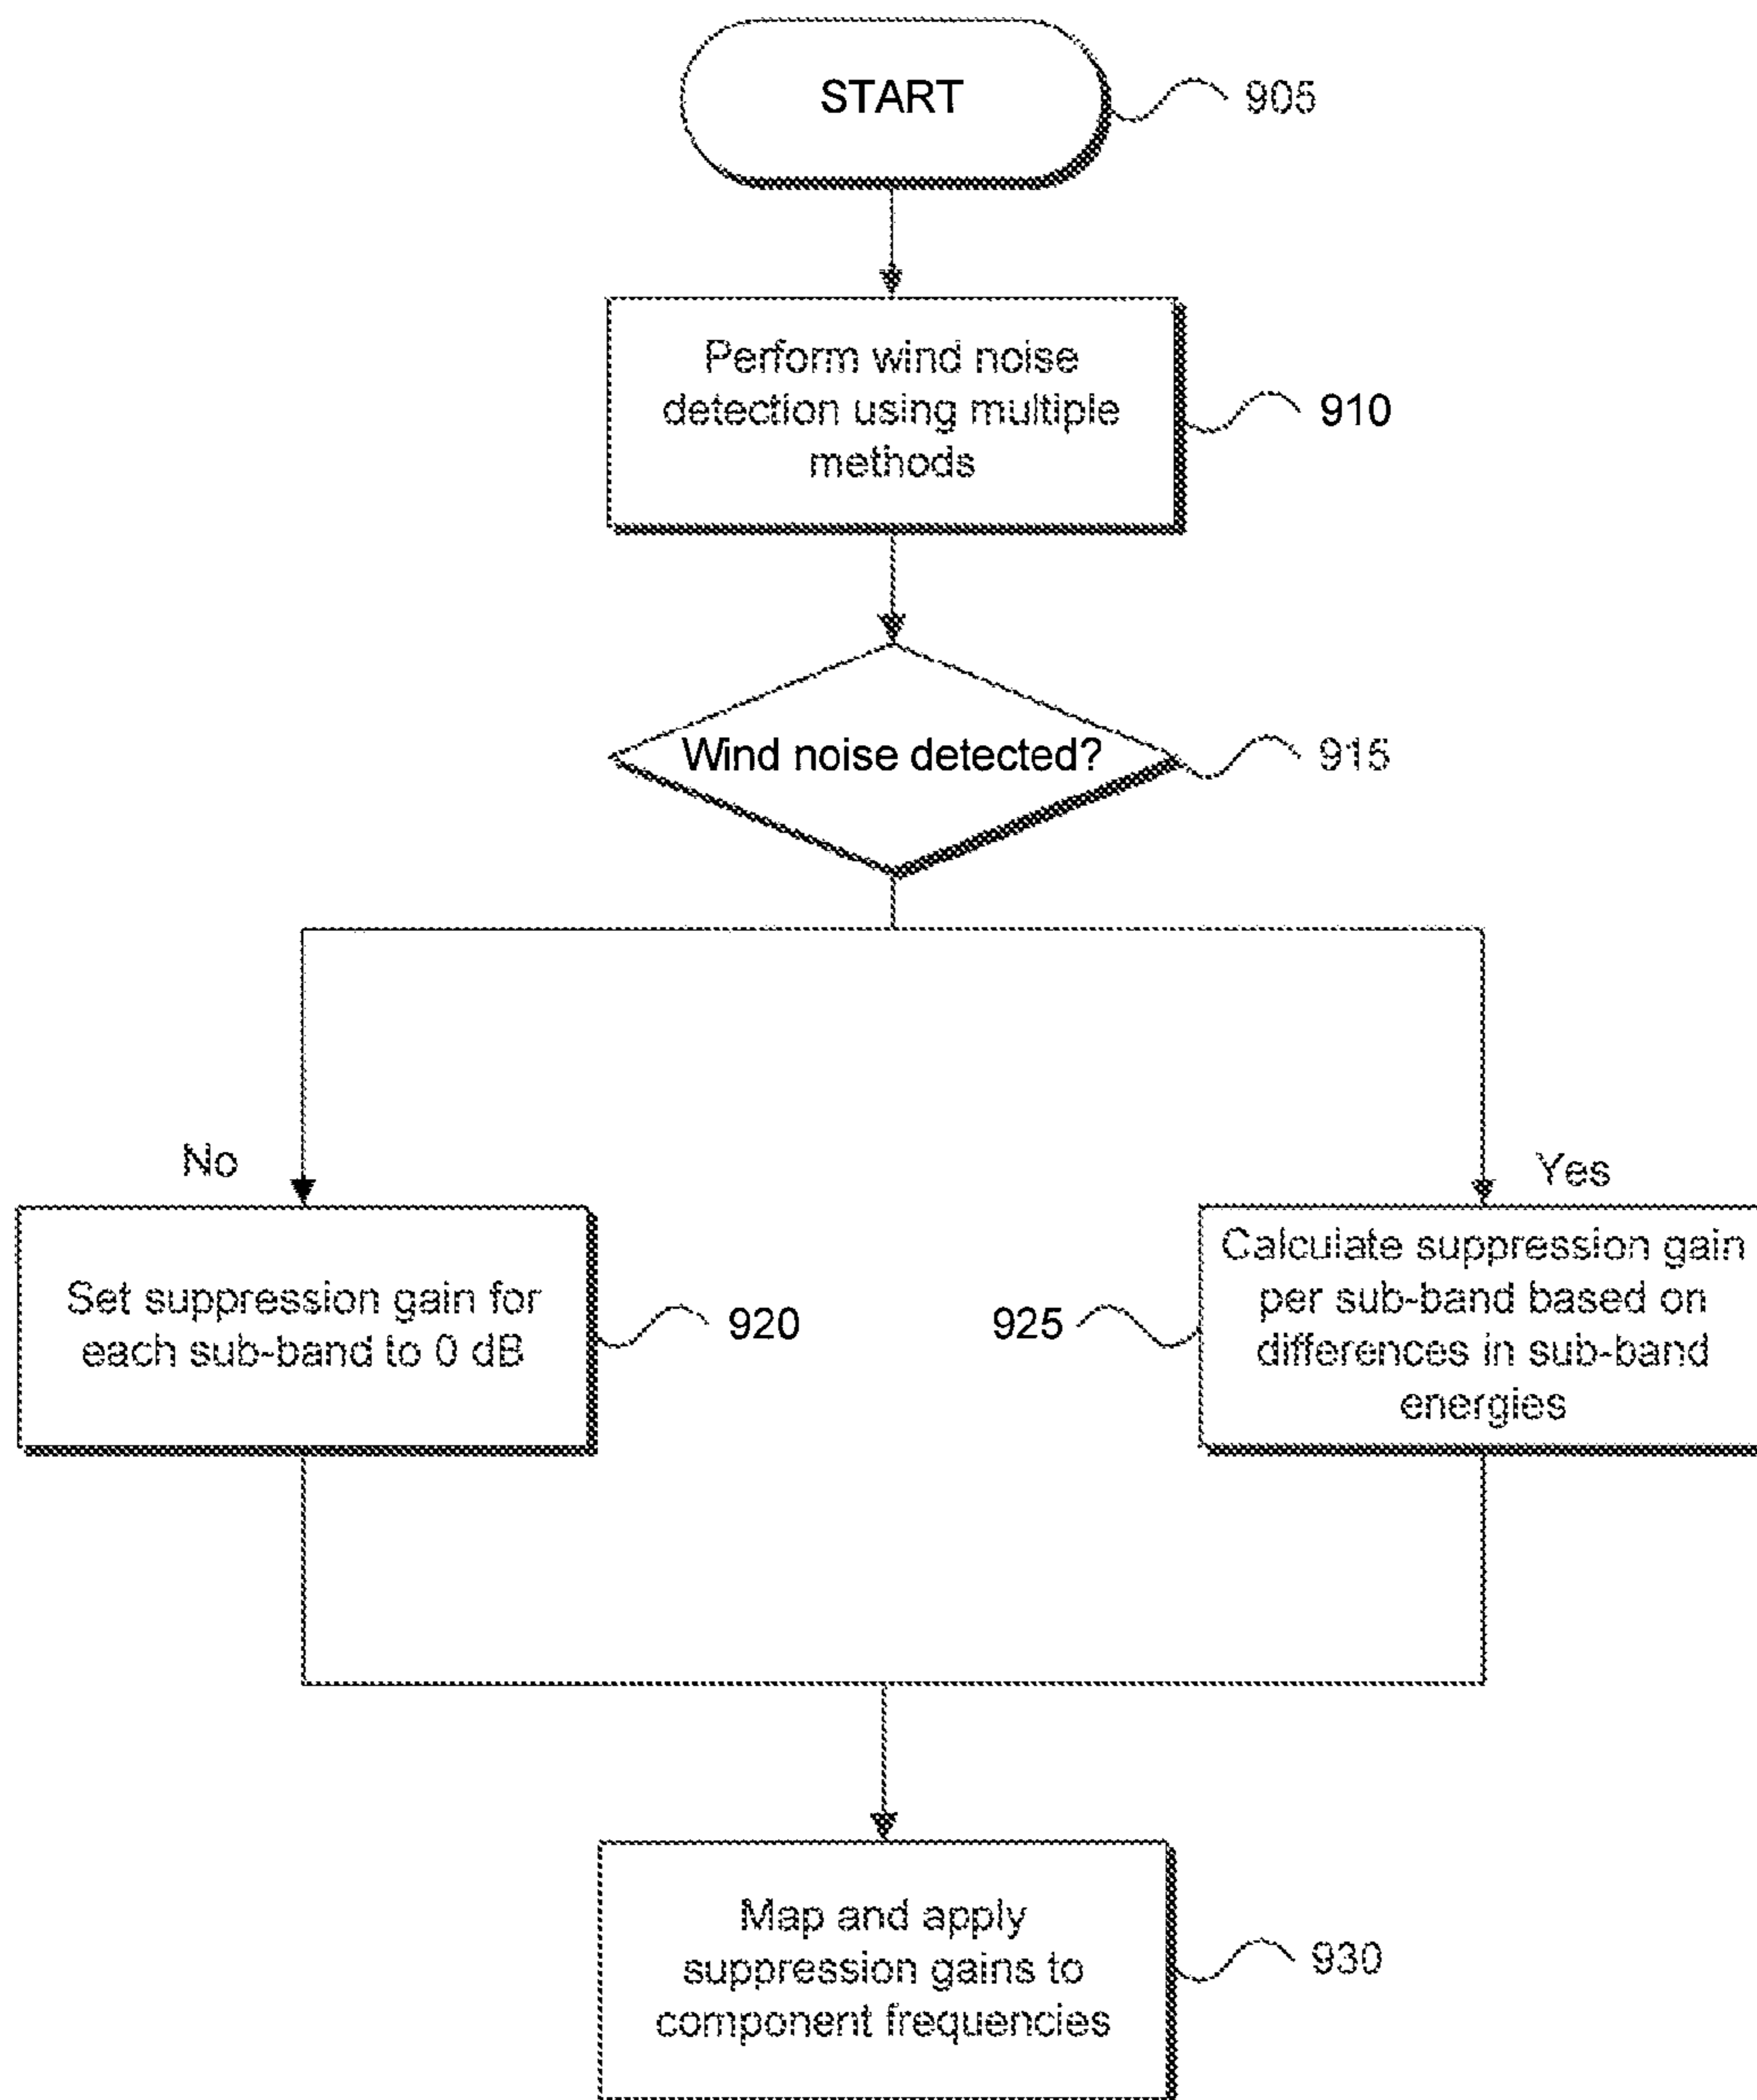 START
905
Perform wind noise
detection using multiple
methods
910
Wind noise detected?
915
No
Yes
Set suppression gain for
each sub-band to 0 dB
920
925
Calculate suppression gain
per sub-band based on
differences in sub-band
energies
Map and apply
suppression gains to
component frequencies
930